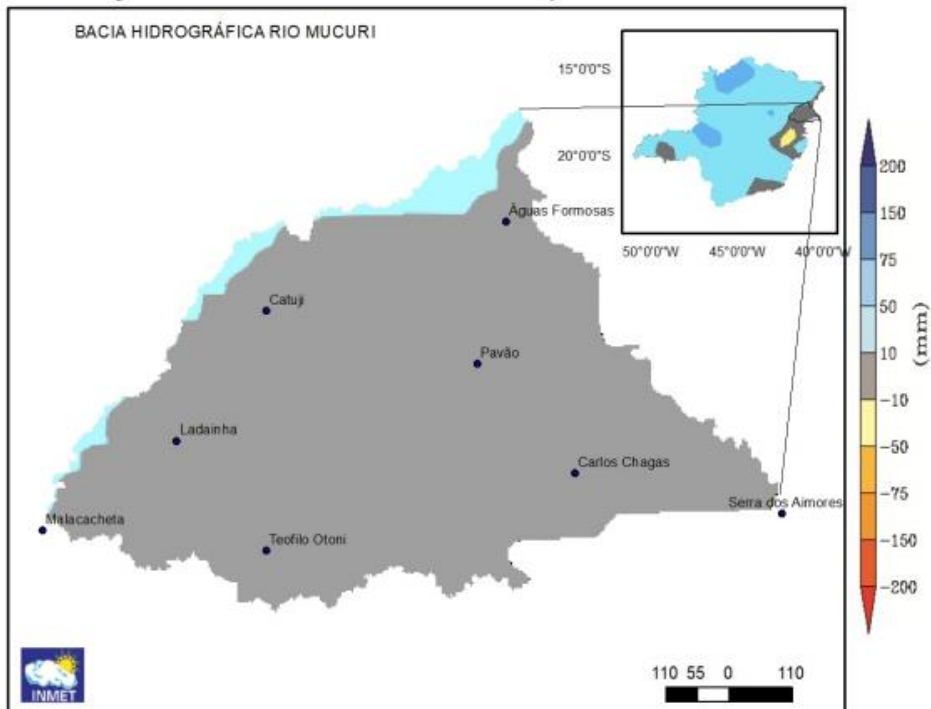 BACIA HIDROGRÁFICA RIO MUCURI
15°0'0"S
20°0'0"S
50°0'0"W 45°0'0"W 40°0'0"W
Águas Formosas
Catuji
Pavão
Ladainha
Carlos Chagas
Serra dos Aimores
Malacacheta
Teofilo Otoni
200
150
75
50
10
-10
-50
-75
-150
-200
(mm)
INMET
110 55 0 110